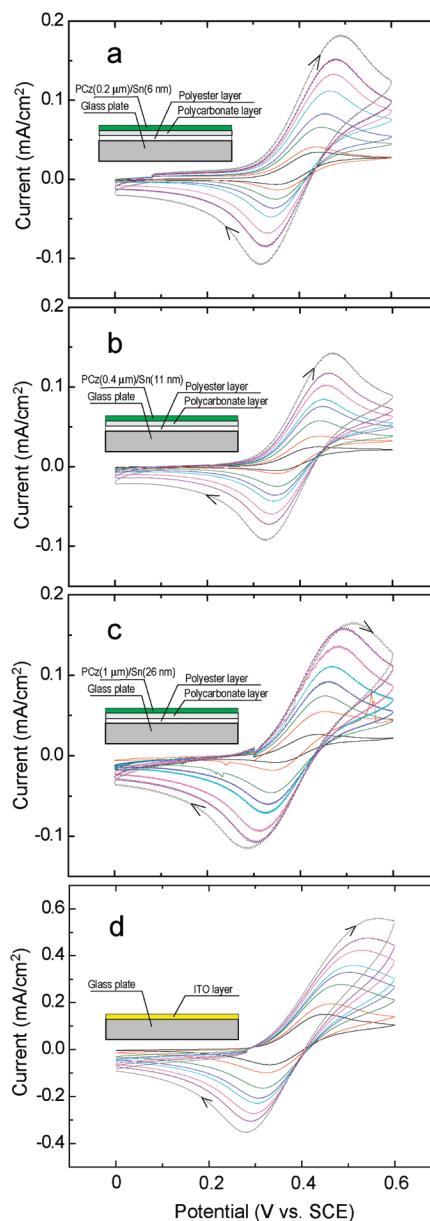 a
PCz(0.2 μm)/Sn(6 nm)
Glass plate
Polyester layer
Polycarbonate layer
0.2
0.1
0.0
-0.1
Current (mA/cm²)
b
PCz(0.4 μm)/Sn(11 nm)
Glass plate
Polyester layer
Polycarbonate layer
0.2
0.1
0.0
-0.1
Current (mA/cm²)
c
PCz(1 μm)/Sn(26 nm)
Glass plate
Polyester layer
Polycarbonate layer
0.2
0.1
0.0
-0.1
0.2
Current (mA/cm²)
d
Glass plate
ITO layer
0.6
0.4
0.2
0.0
-0.2
-0.4
Current (mA/cm²)
0 0.2 0.4 0.6
Potential (V vs. SCE)